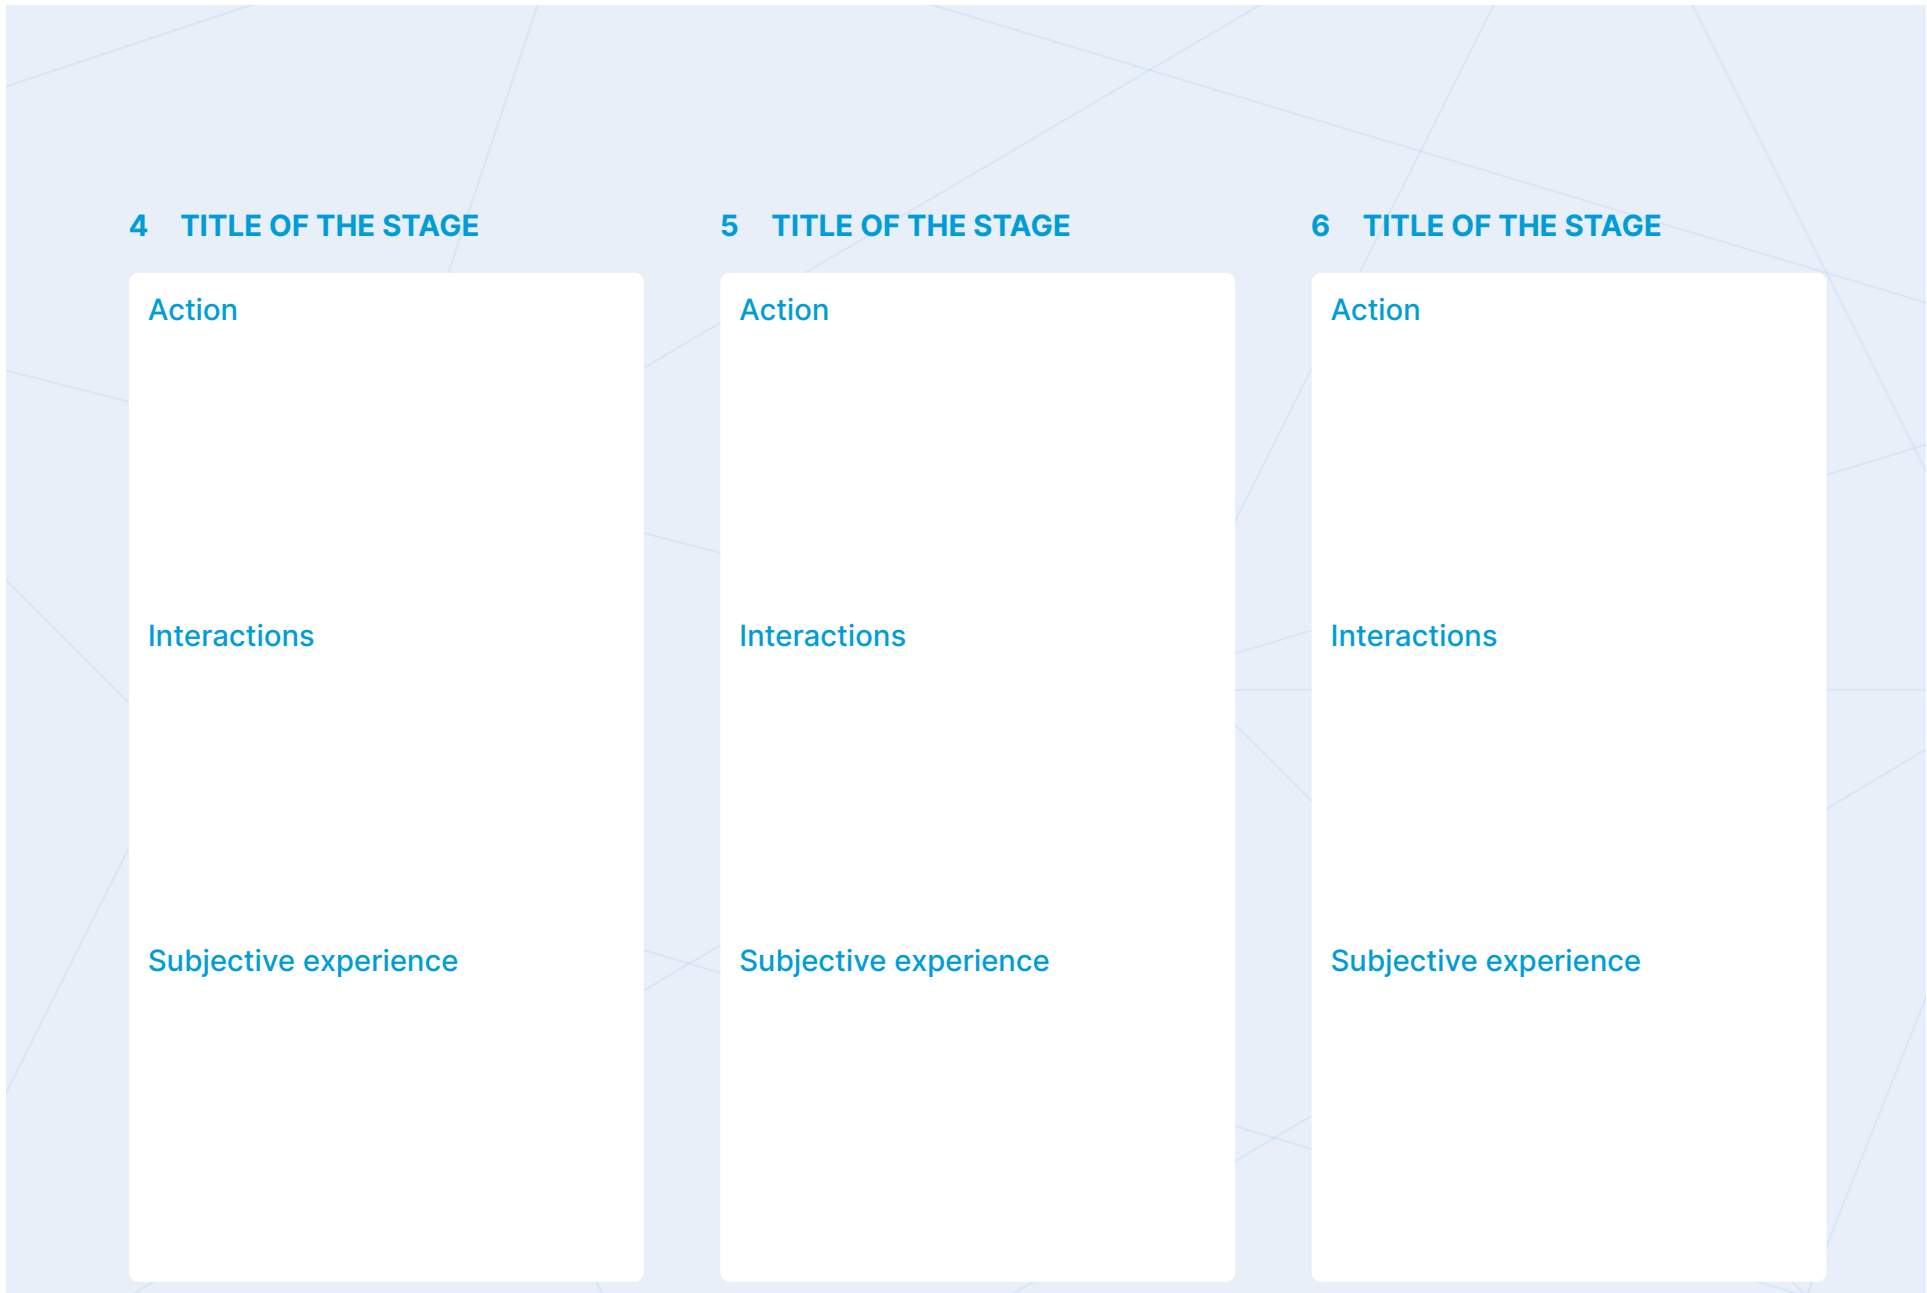 4 TITLE OF THE STAGE
Action
Interactions
Subjective experience
5 TITLE OF THE STAGE
Action
Interactions
Subjective experience
6 TITLE OF THE STAGE
Action
Interactions
Subjective experience